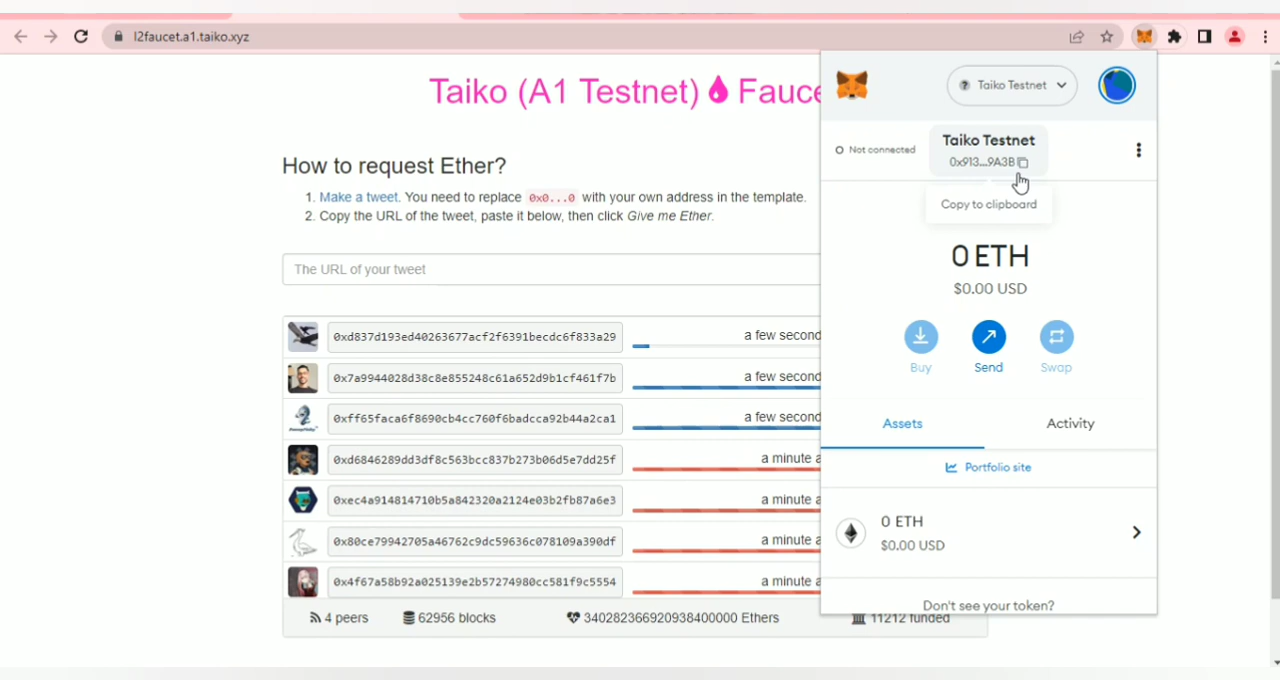 l2faucet.a1.taiko.xyz
Taiko (A1 Testnet) Fauce
How to request Ether?
1. Make a tweet. You need to replace 0x0...0 with your own address in the template.
2. Copy the URL of the tweet, paste it below, then click Give me Ether.
The URL of your tweet
0xd837d193ed40263677acf2f6391becdc6f833a29 a few second
0x7a9944028d38c8e855248c61a652d9b1cf461f7b a few second
0xff65faca6f8690cb4cc760f6badcca92b44a2ca1 a few second
0xd6846289dd3df8c563bcc837b273b06d5e7dd25f a minute a
0xec4a914814710b5a842320a2124e03b2fb87a6e3 a minute a
0x80ce79942705a46762c9dc59636c078109a390df a minute a
0x4f67a58b92a025139e2b57274980cc581f9c5554 a minute a
4 peers 62956 blocks 340282366920938400000 Ethers 11212 funded
? Taiko Testnet
Not connected
Taiko Testnet
0x913...9A3B
Copy to clipboard
0 ETH
$0.00 USD
Buy Send Swap
Assets Activity
Portfolio site
0 ETH
$0.00 USD
Don't see your token?